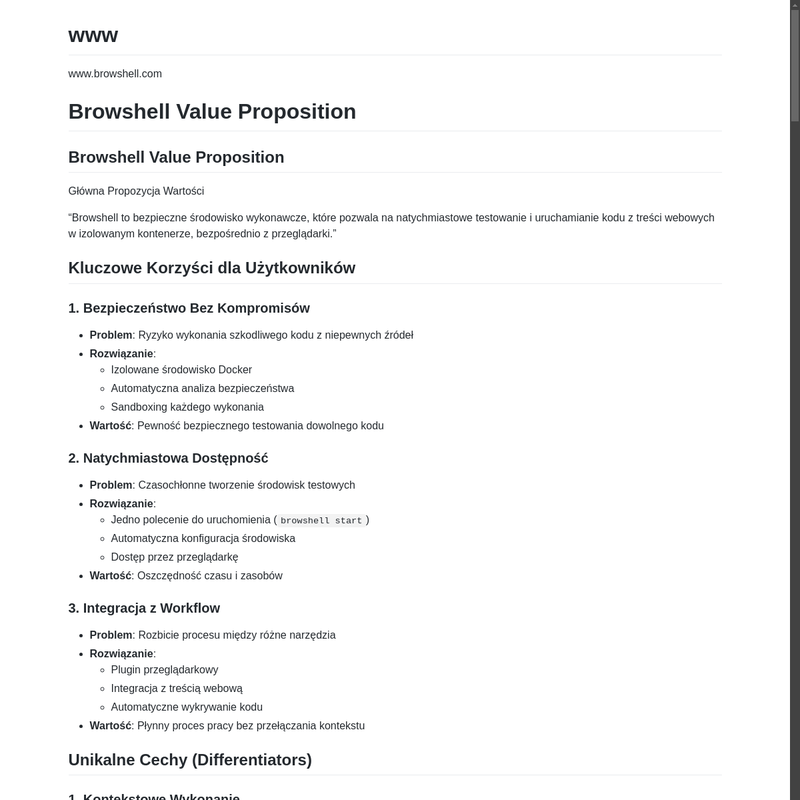 www
www.browshell.com
Browshell Value Proposition
Browshell Value Proposition
Główna Propozycja Wartości
“Browshell to bezpieczne środowisko wykonawcze, które pozwala na natychmiastowe testowanie i uruchamianie kodu z treści webowych
w izolowanym kontenerze, bezpośrednio z przeglądarki.”
Kluczowe Korzyści dla Użytkowników
1. Bezpieczeństwo Bez Kompromisów
• Problem: Ryzyko wykonania szkodliwego kodu z niepewnych źródeł
• Rozwiązanie:
◦ Izolowane środowisko Docker
◦ Automatyczna analiza bezpieczeństwa
◦ Sandboxing każdego wykonania
• Wartość: Pewność bezpiecznego testowania dowolnego kodu
2. Natychmiastowa Dostępność
• Problem: Czasochłonne tworzenie środowisk testowych
• Rozwiązanie:
◦ Jedno polecenie do uruchomienia ( browshell start )
◦ Automatyczna konfiguracja środowiska
◦ Dostęp przez przeglądarkę
• Wartość: Oszczędność czasu i zasobów
3. Integracja z Workflow
• Problem: Rozbicie procesu między różne narzędzia
• Rozwiązanie:
◦ Plugin przeglądarkowy
◦ Integracja z treścią webową
◦ Automatyczne wykrywanie kodu
• Wartość: Płynny proces pracy bez przełączania kontekstu
Unikalne Cechy (Differentiators)
1. Kontekstowe Wykonanie